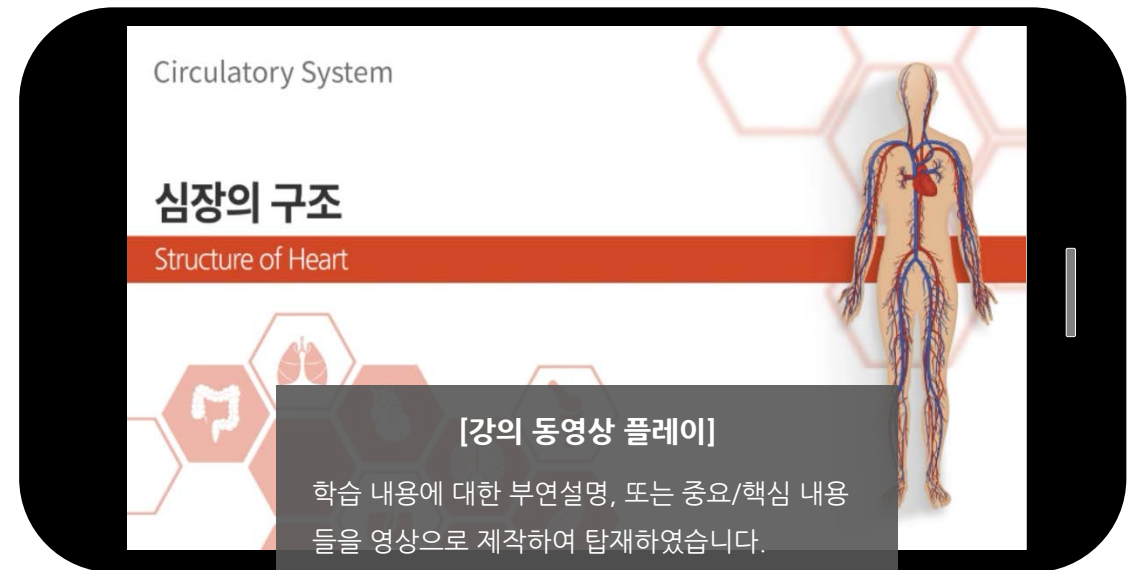 Circulatory System
심장의 구조
Structure of Heart
[강의 동영상 플레이]
학습 내용에 대한 부연설명, 또는 중요/핵심 내용
들을 영상으로 제작하여 탑재하였습니다.